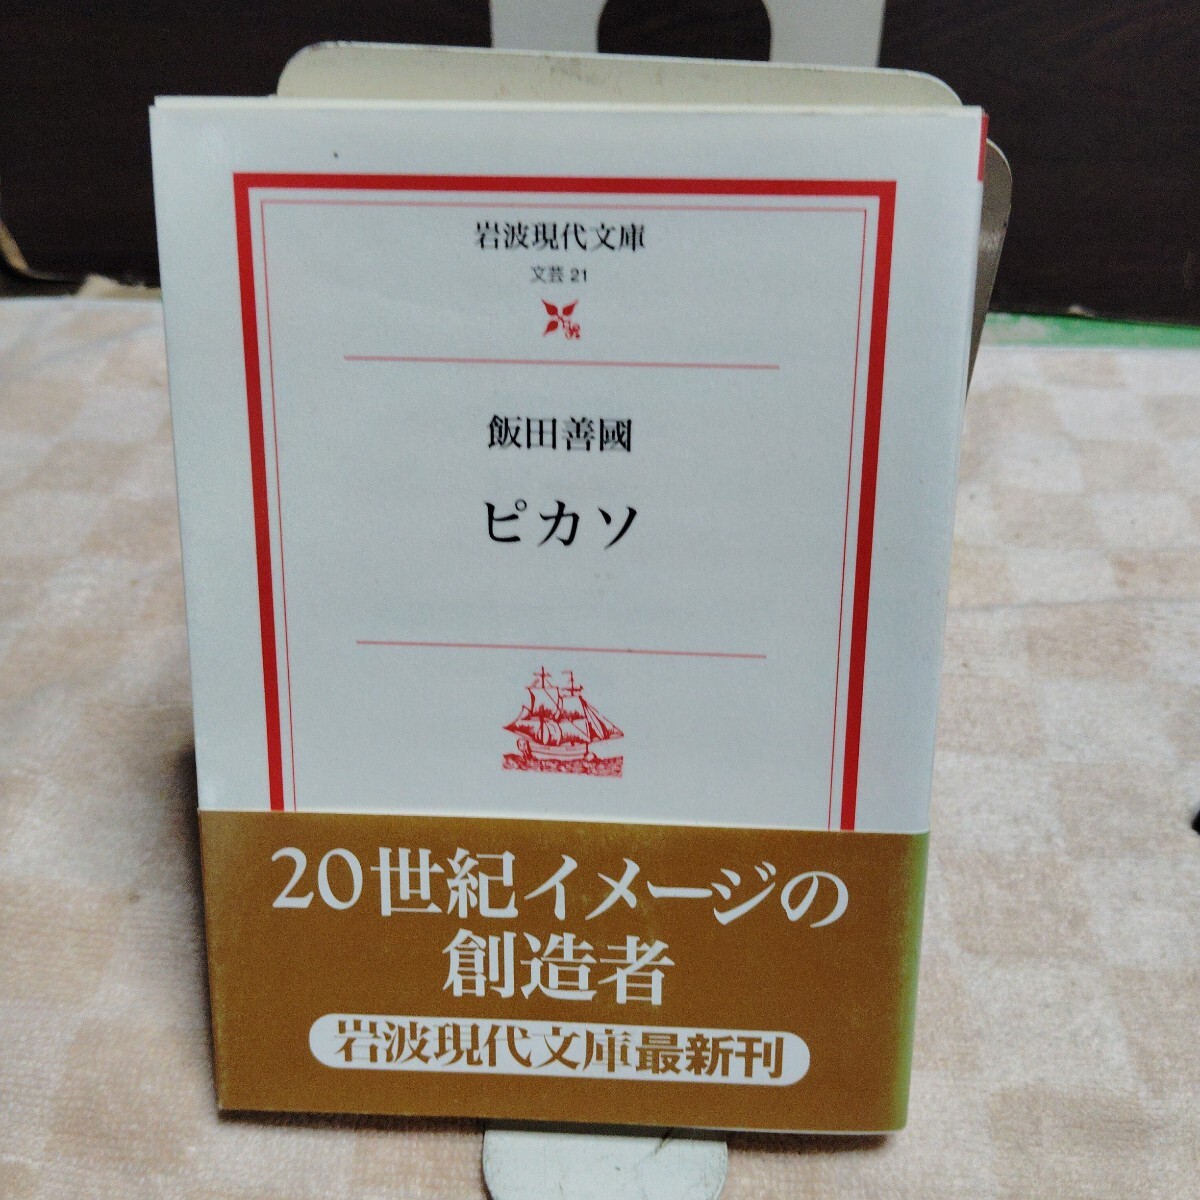 岩波現代文庫
文芸 21
飯田善國
ピカソ
20世紀イメージの
創造者
岩波現代文庫最新刊